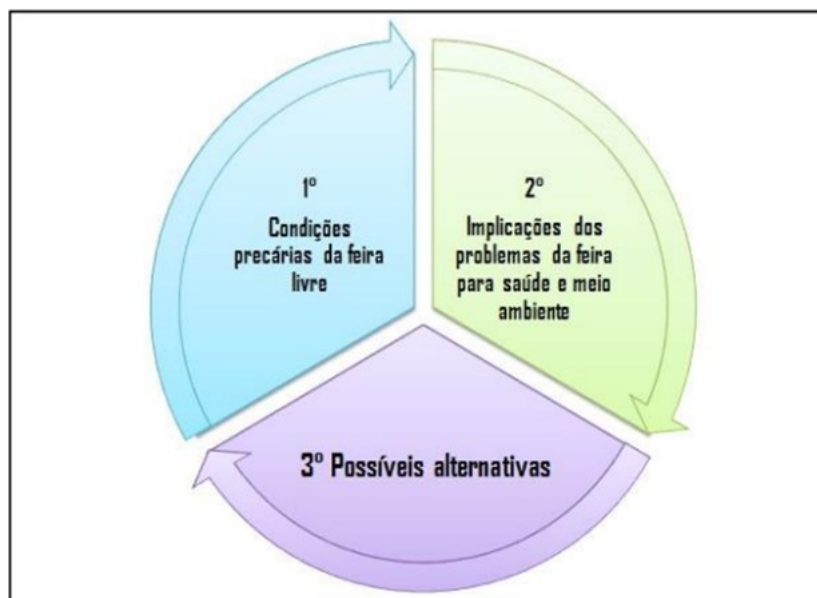 1º
Condições
precárias da feira
livre
2º
Implicações dos
problemas da feira
para saúde e meio
ambiente
3º Possíveis alternativas